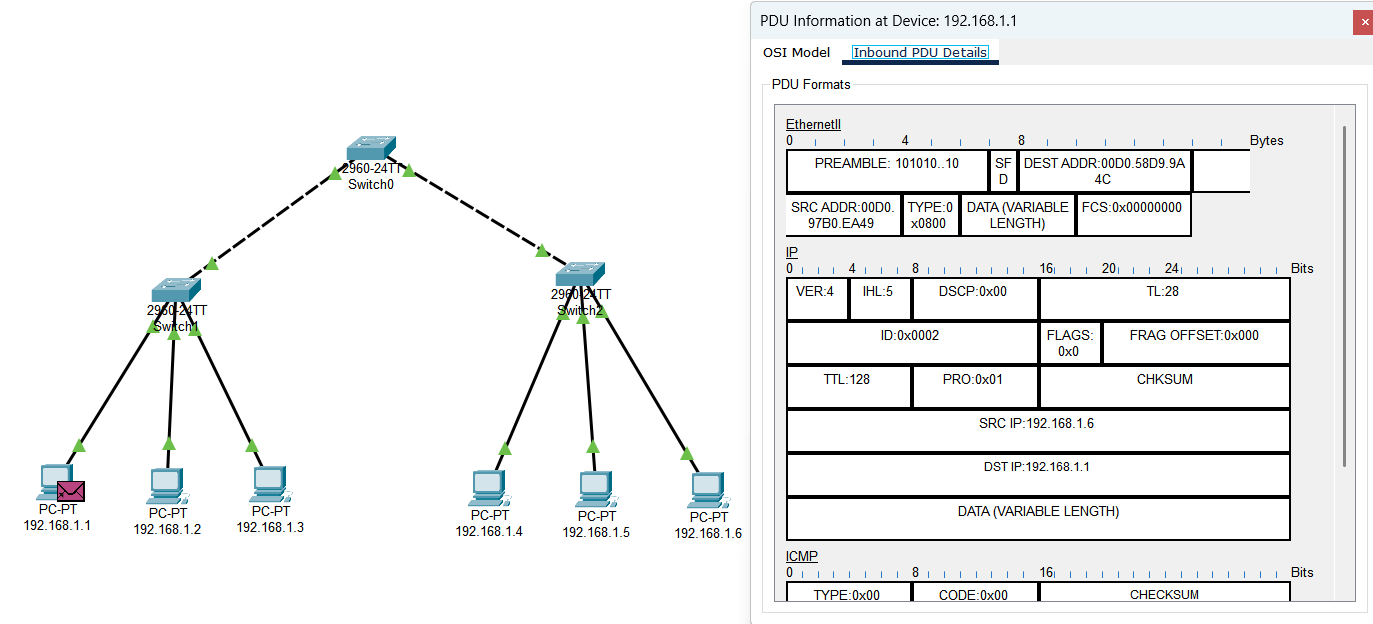 2960-24TT
Switch0
2960-24TT
Switch1
2960-24TT
Switch2
PC-PT
192.168.1.1
PC-PT
192.168.1.2
PC-PT
192.168.1.3
PC-PT
192.168.1.4
PC-PT
192.168.1.5
PC-PT
192.168.1.6
PDU Information at Device: 192.168.1.1
OSI Model Inbound PDU Details
PDU Formats
EthernetII
0 4 8 Bytes
PREAMBLE: 101010..10
SF
D
DEST ADDR:00D0.58D9.9A
4C
SRC ADDR:00D0.
97B0.EA49
TYPE:0
x0800
DATA (VARIABLE
LENGTH)
FCS:0x00000000
IP
0 4 8 16 20 24 Bits
VER:4 IHL:5 DSCP:0x00 TL:28
ID:0x0002
FLAGS:
0x0
FRAG OFFSET:0x000
TTL:128 PRO:0x01 CHKSUM
SRC IP:192.168.1.6
DST IP:192.168.1.1
DATA (VARIABLE LENGTH)
ICMP
0 8 16 Bits
TYPE:0x00 CODE:0x00 CHECKSUM